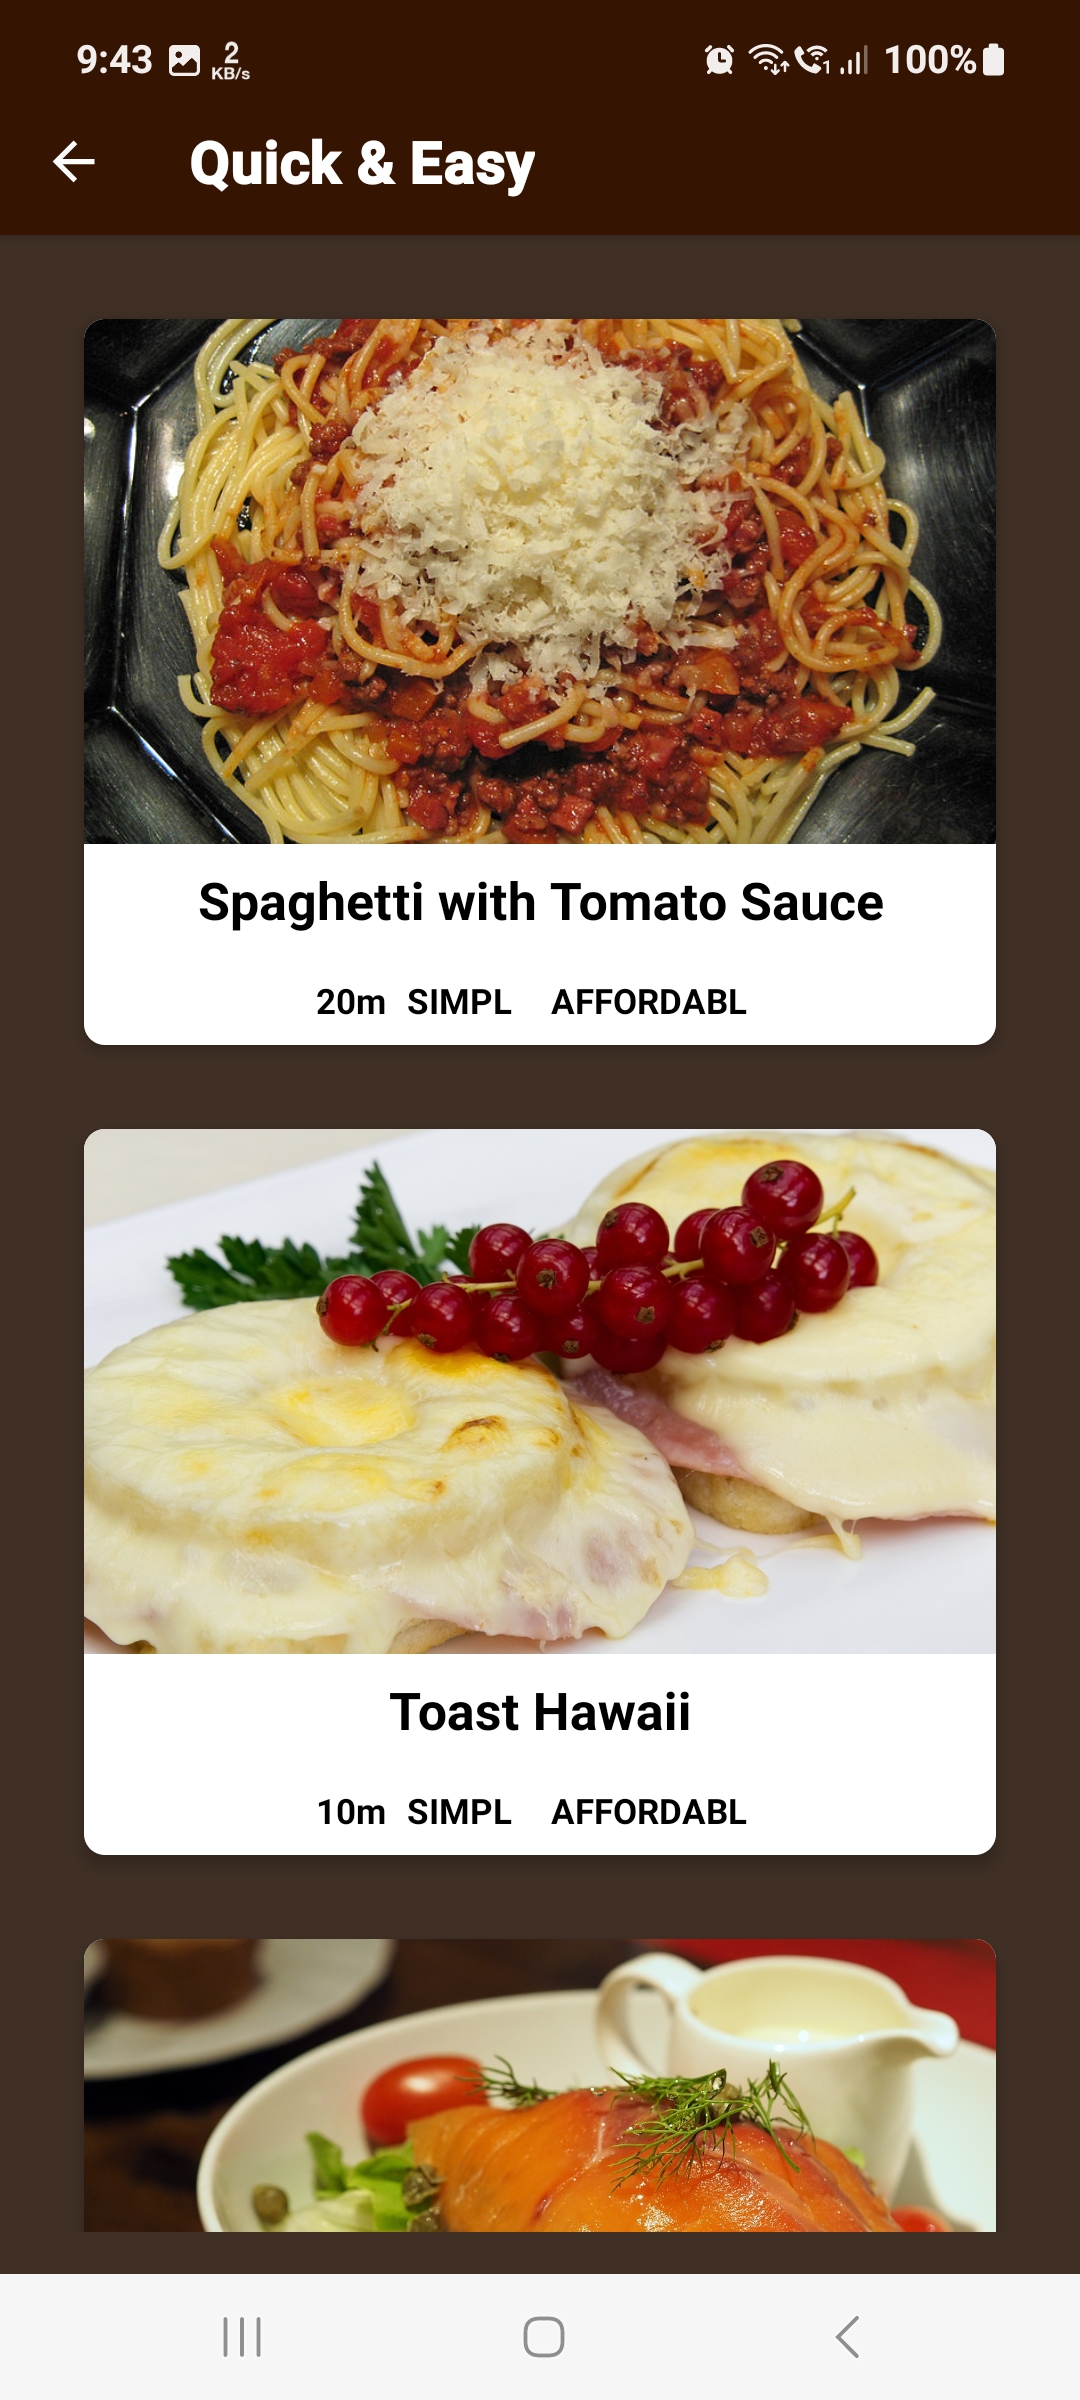 9:43 2 KB/s 1 100%
Quick & Easy
Spaghetti with Tomato Sauce
20m SIMPL AFFORDABL
Toast Hawaii
10m SIMPL AFFORDABL